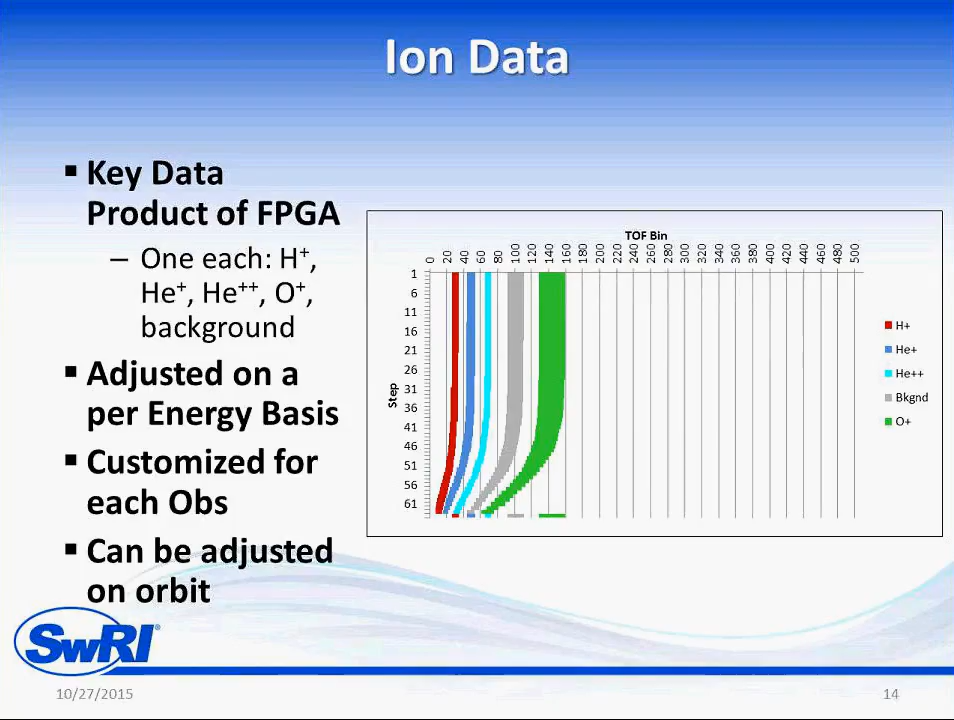 Ion Data
▪ Key Data
Product of FPGA
– One each: H⁺,
He⁺, He⁺⁺, O⁺,
background
▪ Adjusted on a
per Energy Basis
▪ Customized for
each Obs
▪ Can be adjusted
on orbit
TOF Bin
0 20 40 60 80 100 120 140 160 180 200 220 240 260 280 300 320 340 360 380 400 420 440 460 480 500
Step
1
6
11
16
21
26
31
36
41
46
51
56
61
H+
He+
He++
Bkgnd
O+
SwRI®
10/27/2015
14